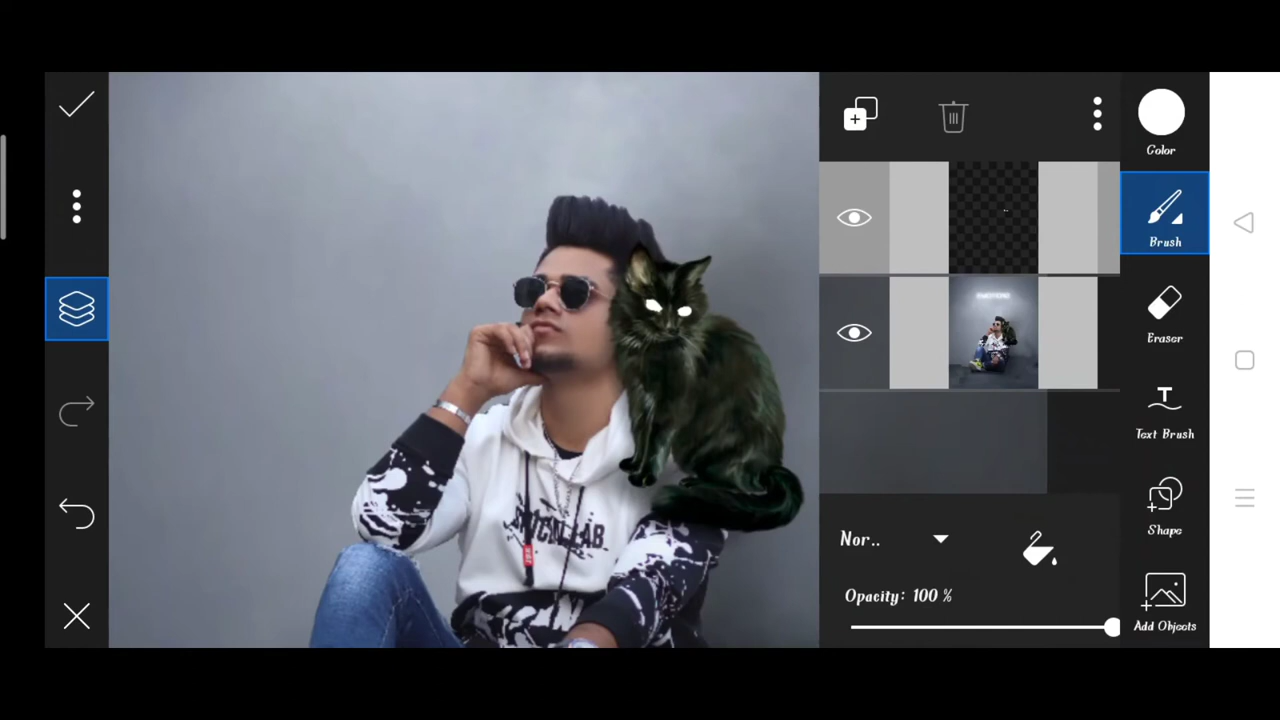 Color
Brush
Eraser
Text Brush
Shape
Nor..
Opacity: 100 %
Add Objects